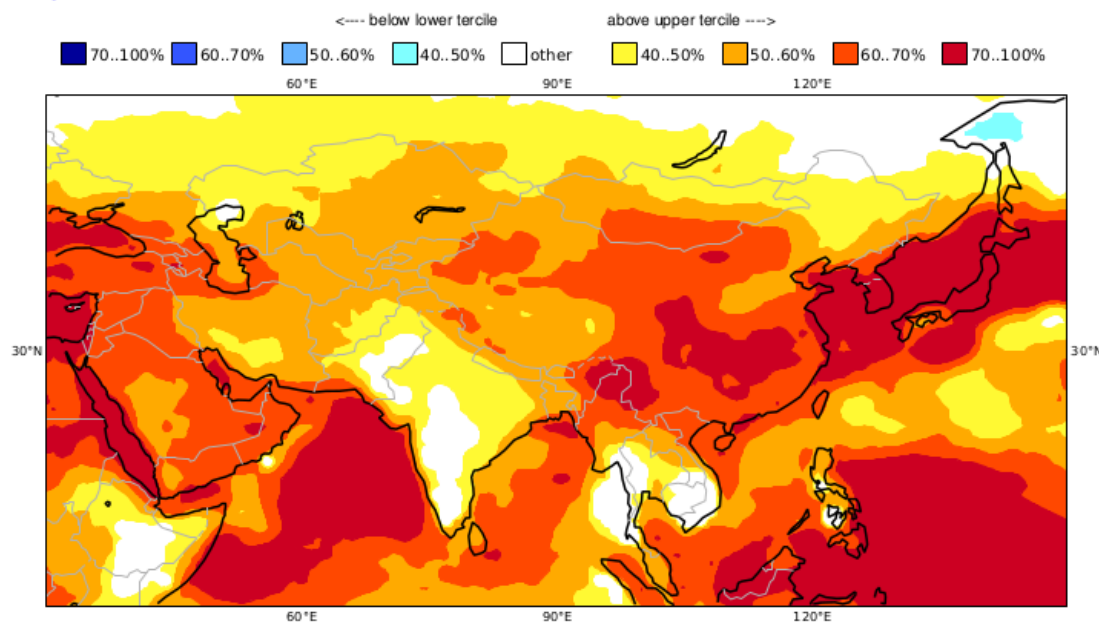 <---- below lower tercile above upper tercile ---->
70..100% 60..70% 50..60% 40..50% other 40..50% 50..60% 60..70% 70..100%
60°E 90°E 120°E
30°N 30°N
60°E 90°E 120°E